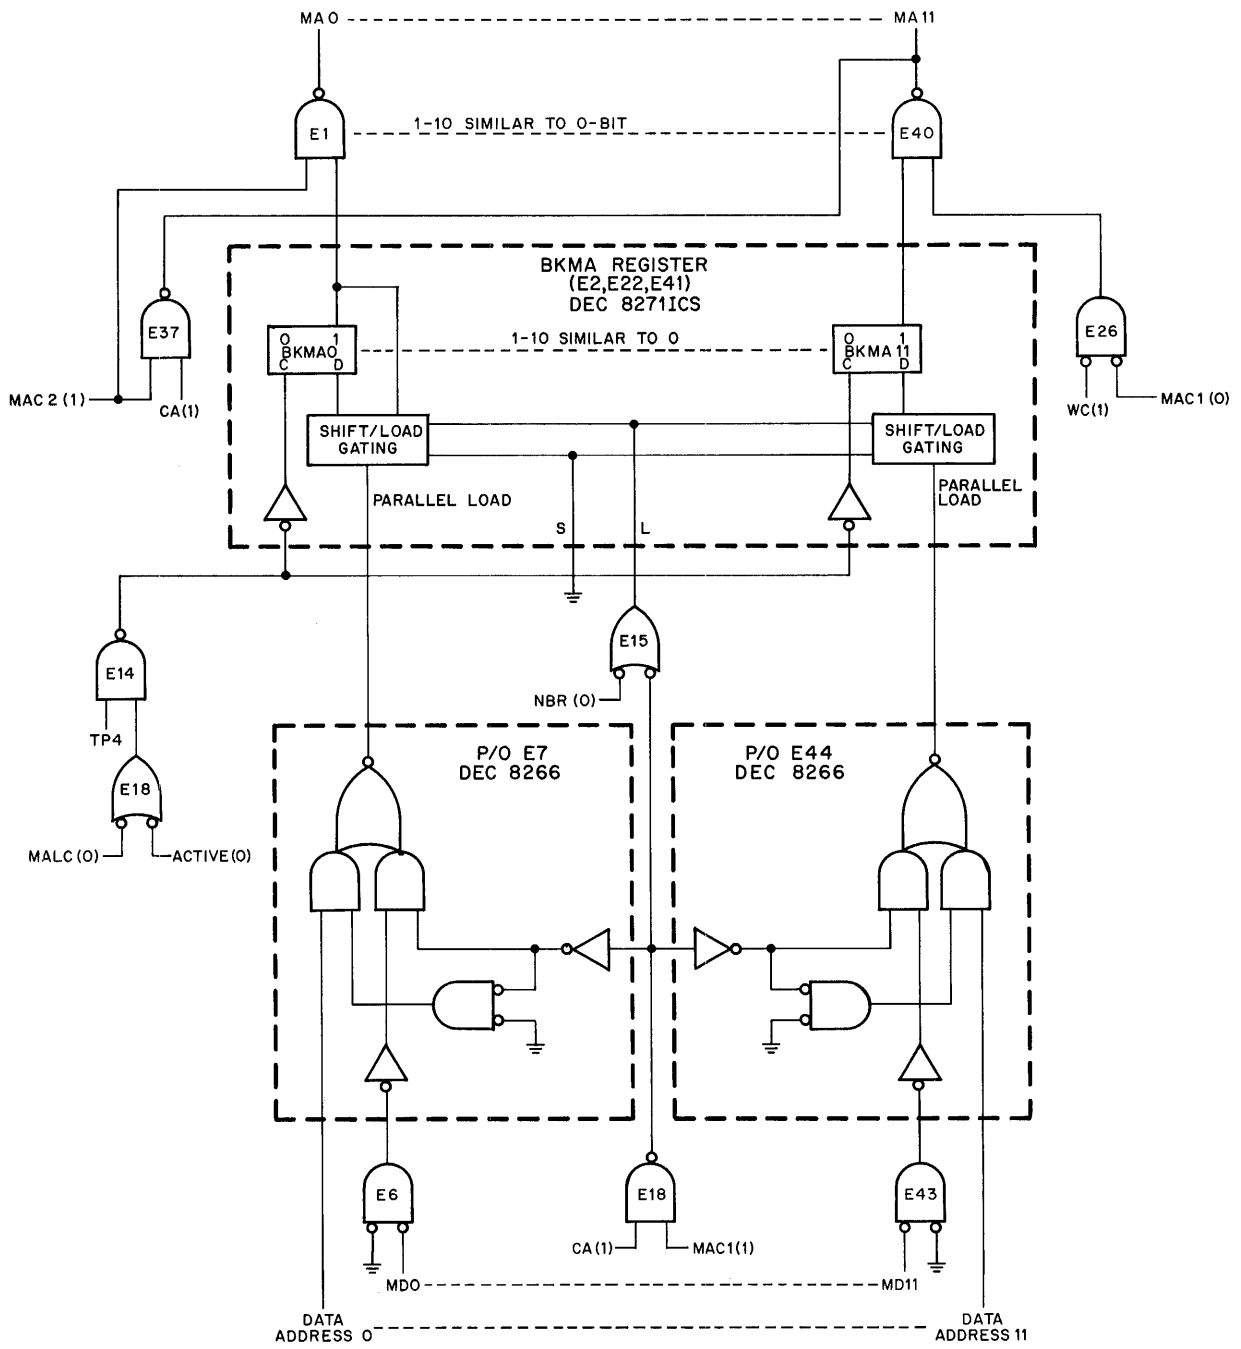 MA0
MA11
E1
1-10 SIMILAR TO 0-BIT
E40
BKMA REGISTER
(E2,E22,E41)
DEC 8271ICS
E37
E26
0 1
BKMA0
C D
1-10 SIMILAR TO 0
0 1
BKMA11
C D
MAC2(1)
CA(1)
WC(1)
MAC1(0)
SHIFT/LOAD
GATING
SHIFT/LOAD
GATING
PARALLEL LOAD
PARALLEL
LOAD
S
L
E14
E15
NBR(0)
TP4
E18
MALC(0)
ACTIVE(0)
P/O E7
DEC 8266
P/O E44
DEC 8266
E6
E18
E43
CA(1)
MAC1(1)
MD0
MD11
DATA
ADDRESS 0
DATA
ADDRESS 11